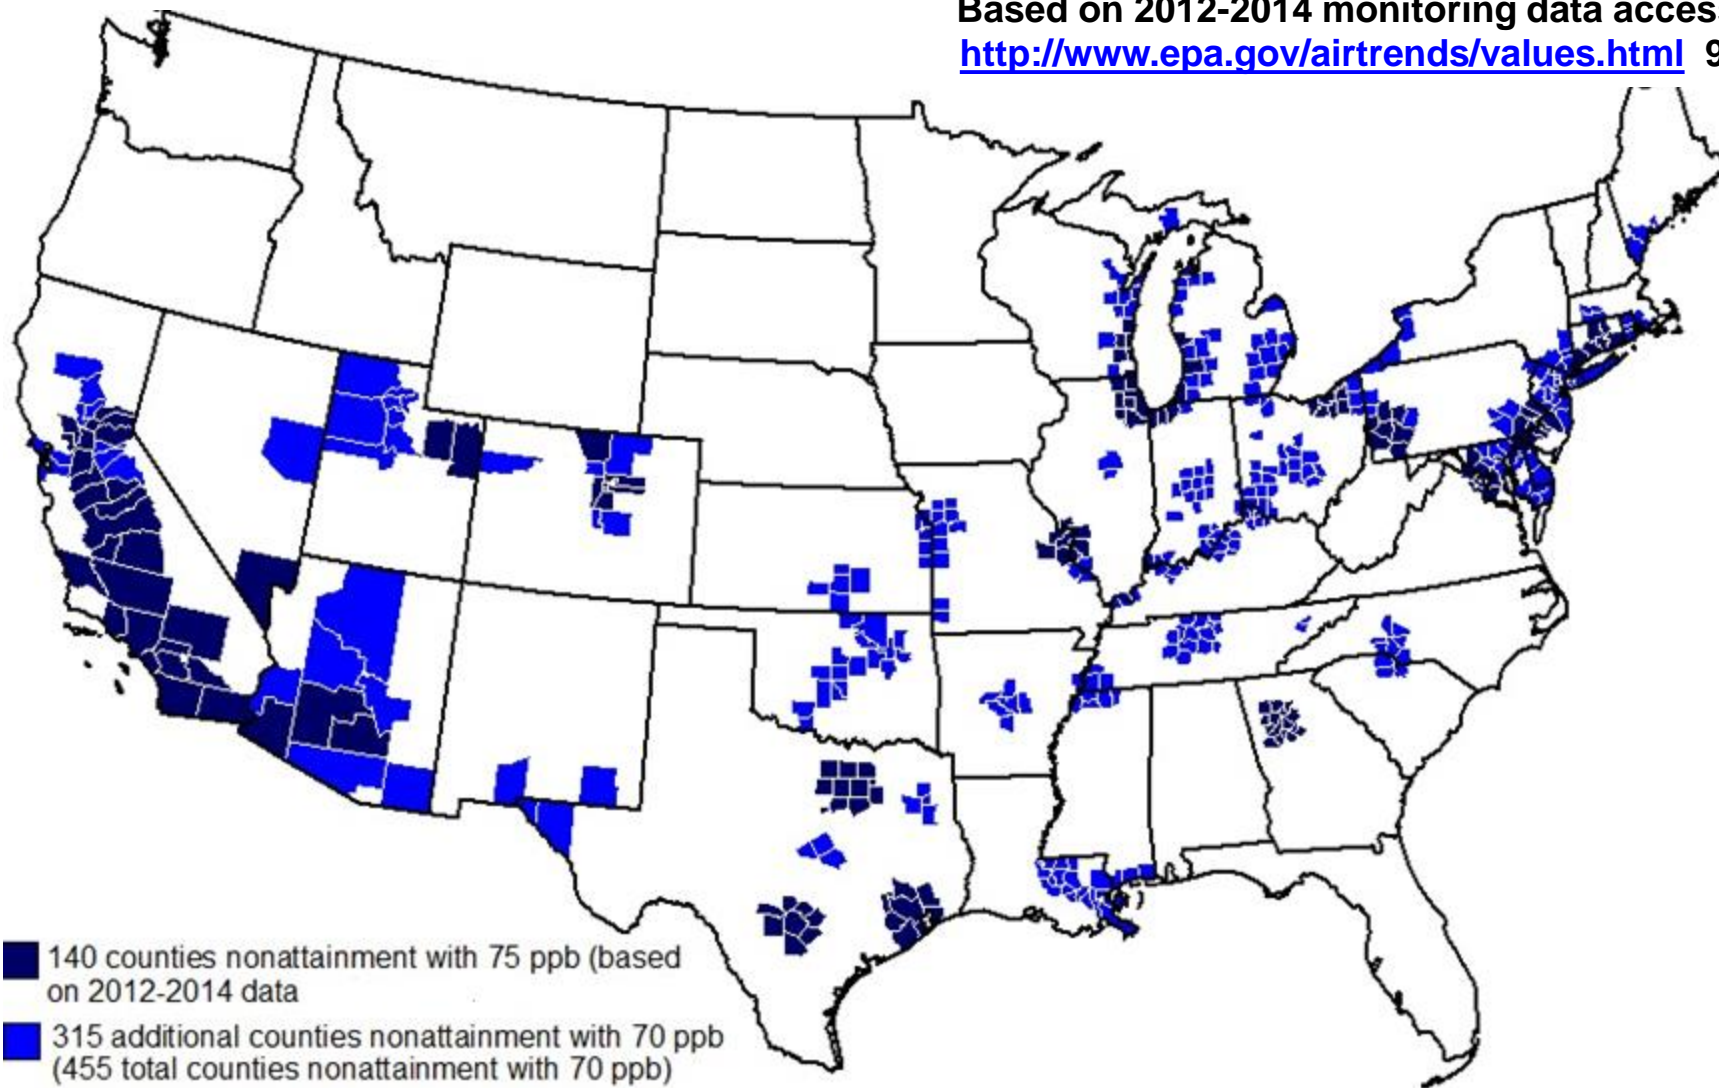 Based on 2012-2014 monitoring data
http://www.epa.gov/airtrends/values.html 9
140 counties nonattainment with 75 ppb (based
on 2012-2014 data
315 additional counties nonattainment with 70 ppb
(455 total counties nonattainment with 70 ppb)